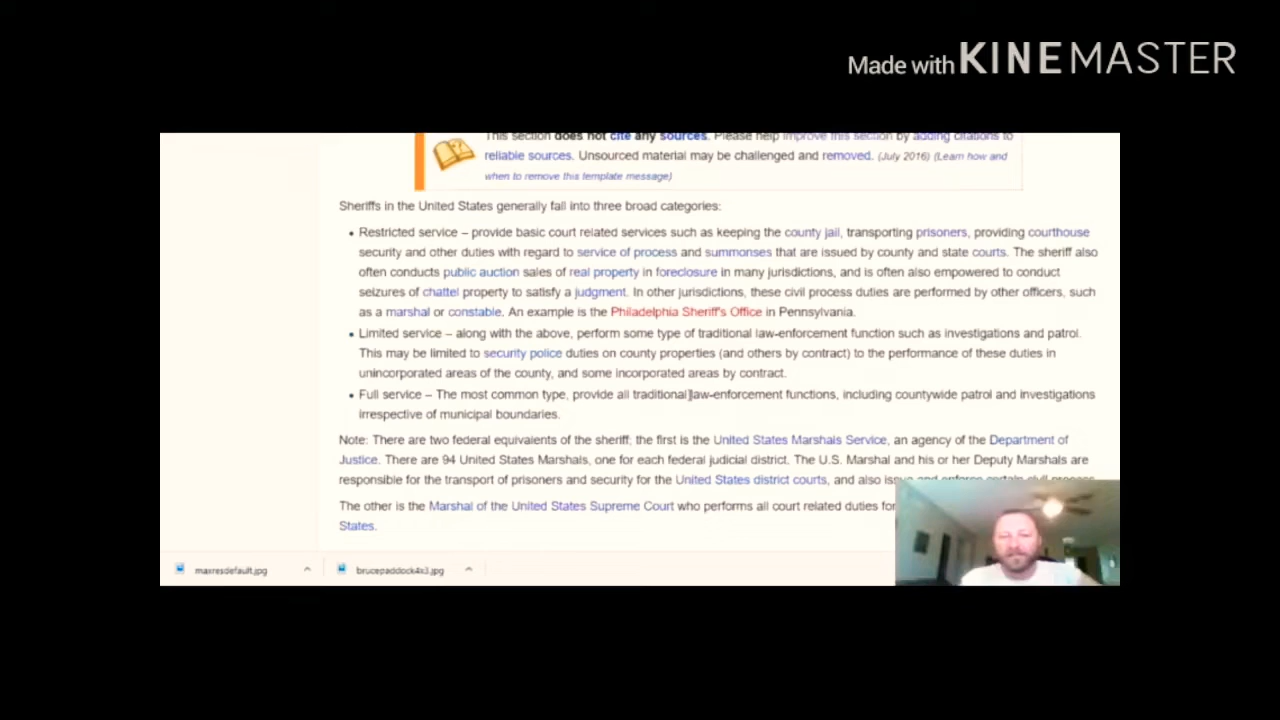 Made with KINEMASTER
This section does not cite any sources. Please help improve this section by adding citations to
reliable sources. Unsourced material may be challenged and removed. (July 2016) (Learn how and
when to remove this template message)
Sheriffs in the United States generally fall into three broad categories:
• Restricted service – provide basic court related services such as keeping the county jail, transporting prisoners, providing courthouse
security and other duties with regard to service of process and summonses that are issued by county and state courts. The sheriff also
often conducts public auction sales of real property in foreclosure in many jurisdictions, and is often also empowered to conduct
seizures of chattel property to satisfy a judgment. In other jurisdictions, these civil process duties are performed by other officers, such
as a marshal or constable. An example is the Philadelphia Sheriff's Office in Pennsylvania.
• Limited service – along with the above, perform some type of traditional law-enforcement function such as investigations and patrol.
This may be limited to security police duties on county properties (and others by contract) to the performance of these duties in
unincorporated areas of the county, and some incorporated areas by contract.
• Full service – The most common type, provide all traditional law-enforcement functions, including countywide patrol and investigations
irrespective of municipal boundaries.
Note: There are two federal equivalents of the sheriff; the first is the United States Marshals Service, an agency of the Department of
Justice. There are 94 United States Marshals, one for each federal judicial district. The U.S. Marshal and his or her Deputy Marshals are
responsible for the transport of prisoners and security for the United States district courts, and also issue and enforce certain civil process.
The other is the Marshal of the United States Supreme Court who performs all court related duties for
States.
maxresdefault.jpg
brucepaddock4x3.jpg